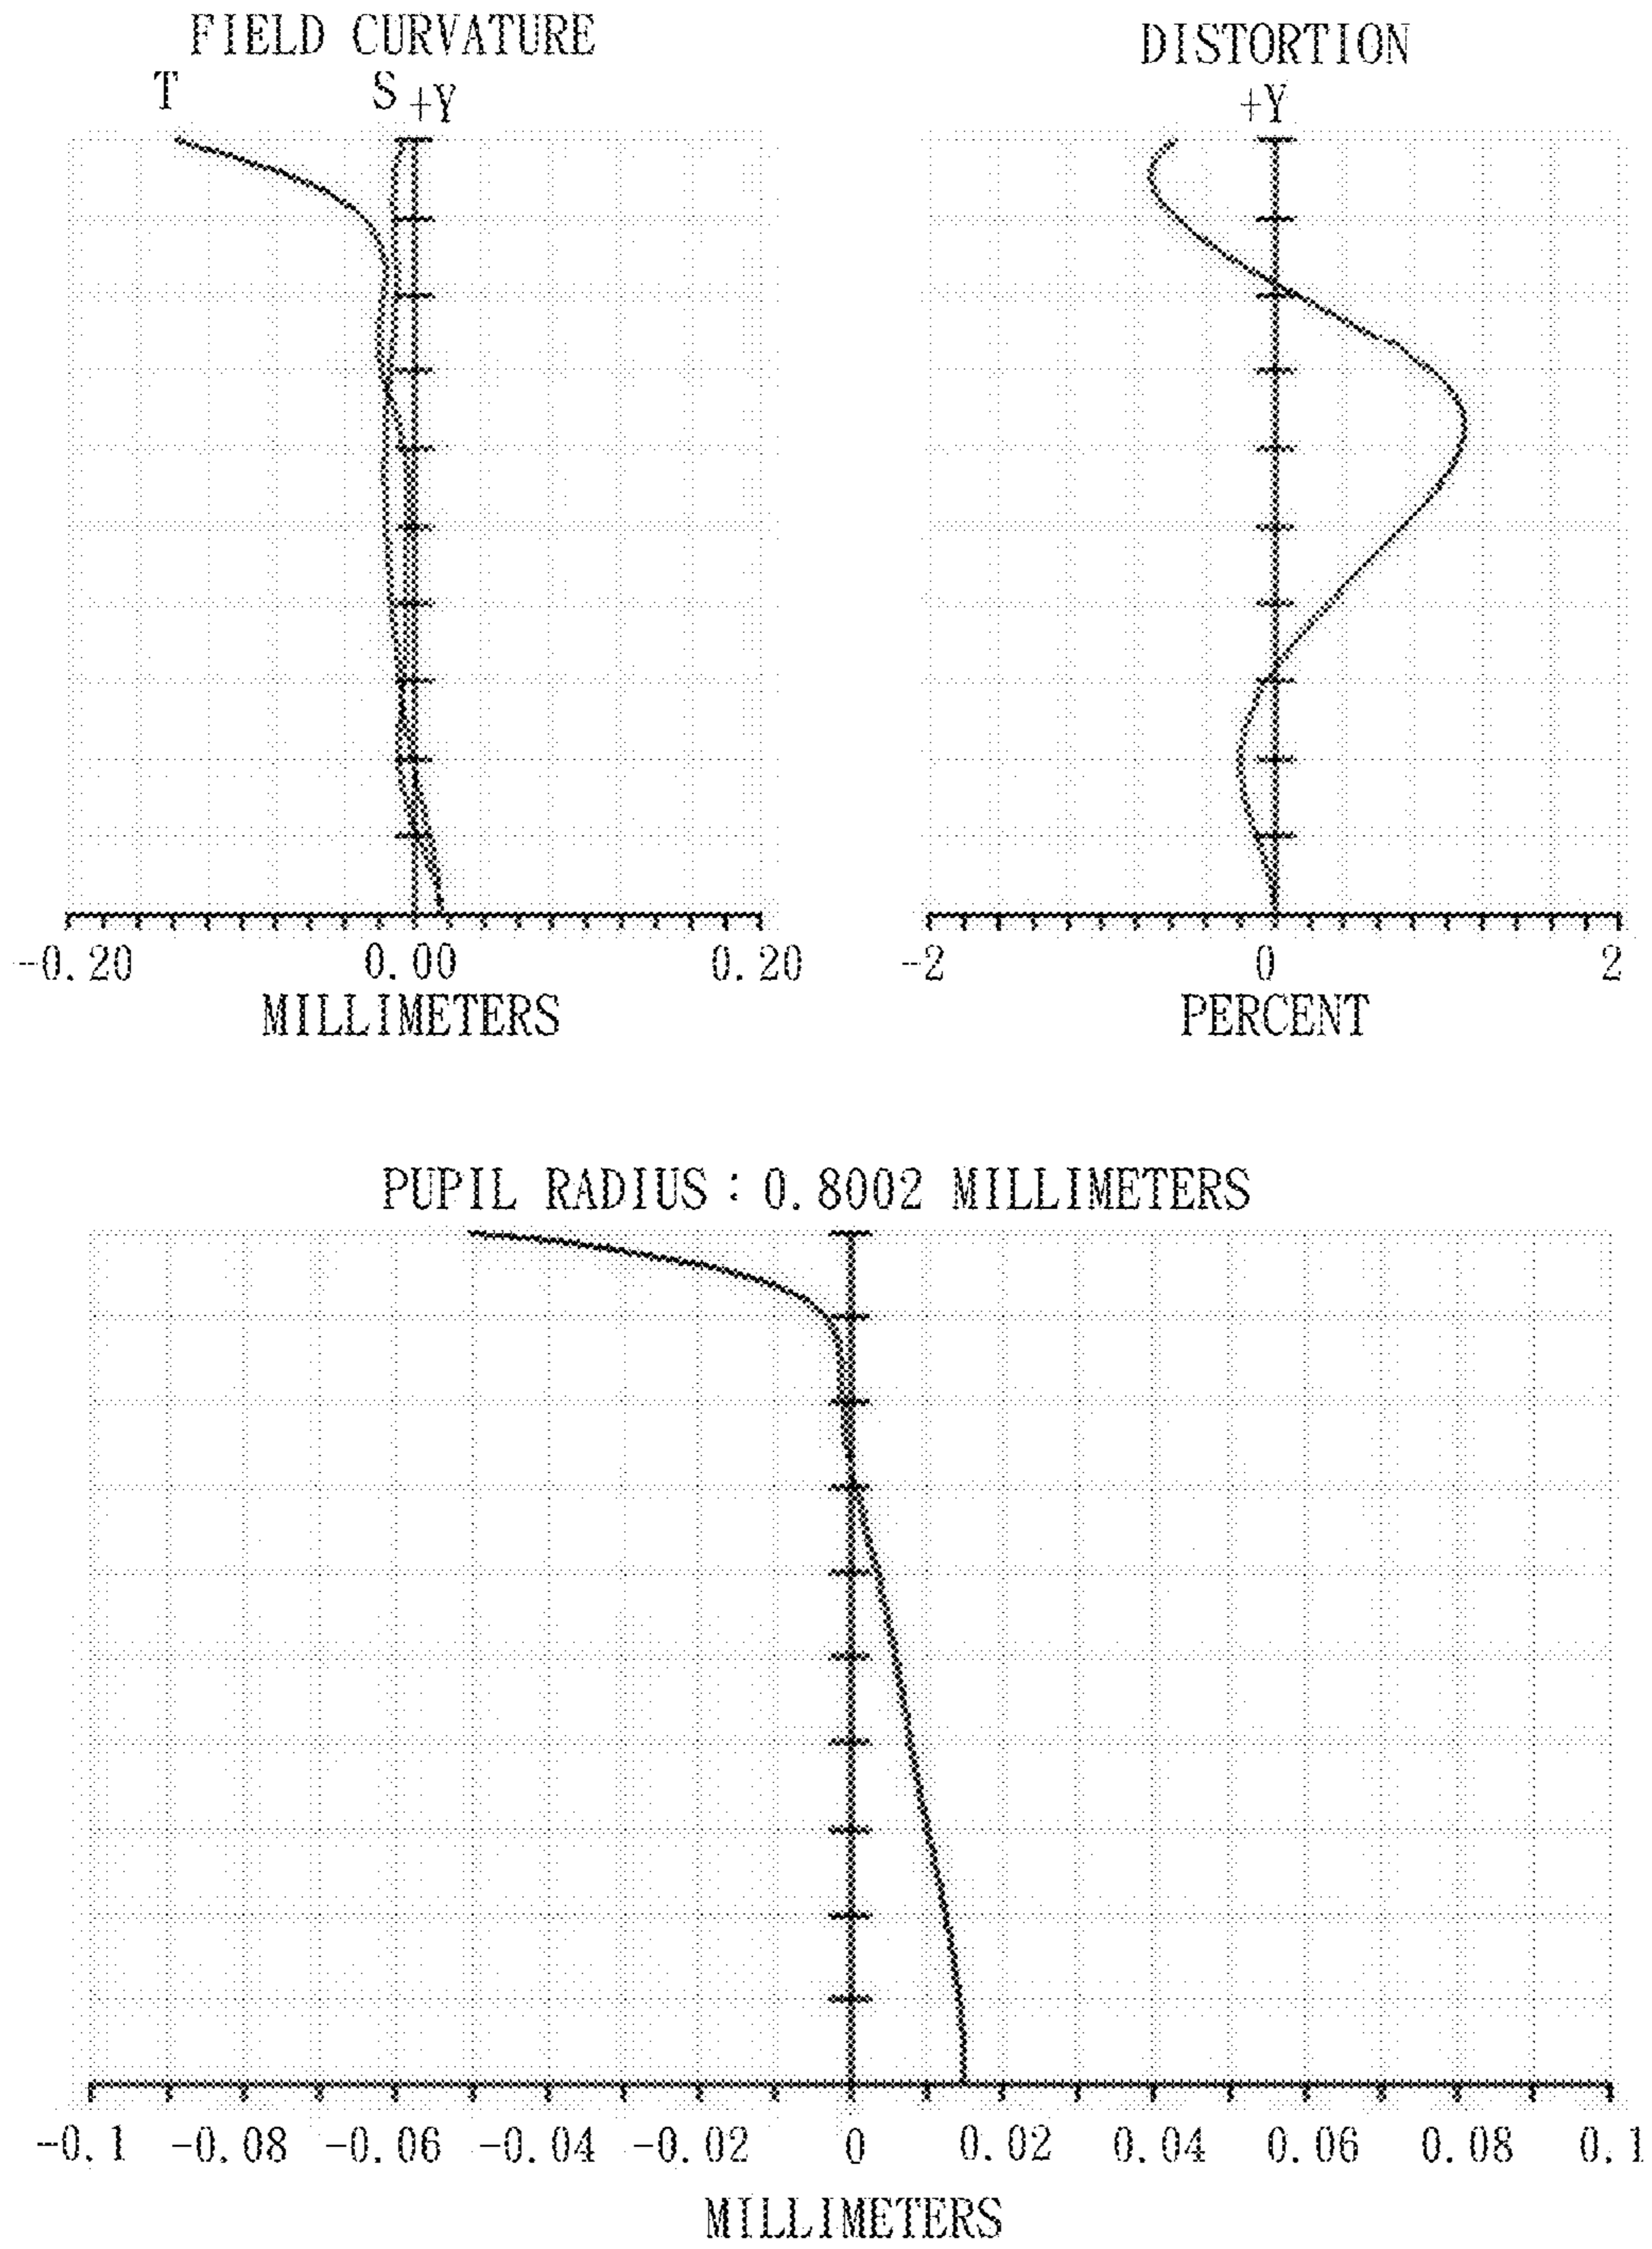 FIELD CURVATURE
T S +Y
-0.20 0.00 0.20
MILLIMETERS
DISTORTION
+Y
-2 0 2
PERCENT
PUPIL RADIUS : 0.8002 MILLIMETERS
-0.1 -0.08 -0.06 -0.04 -0.02 0 0.02 0.04 0.06 0.08 0.1
MILLIMETERS